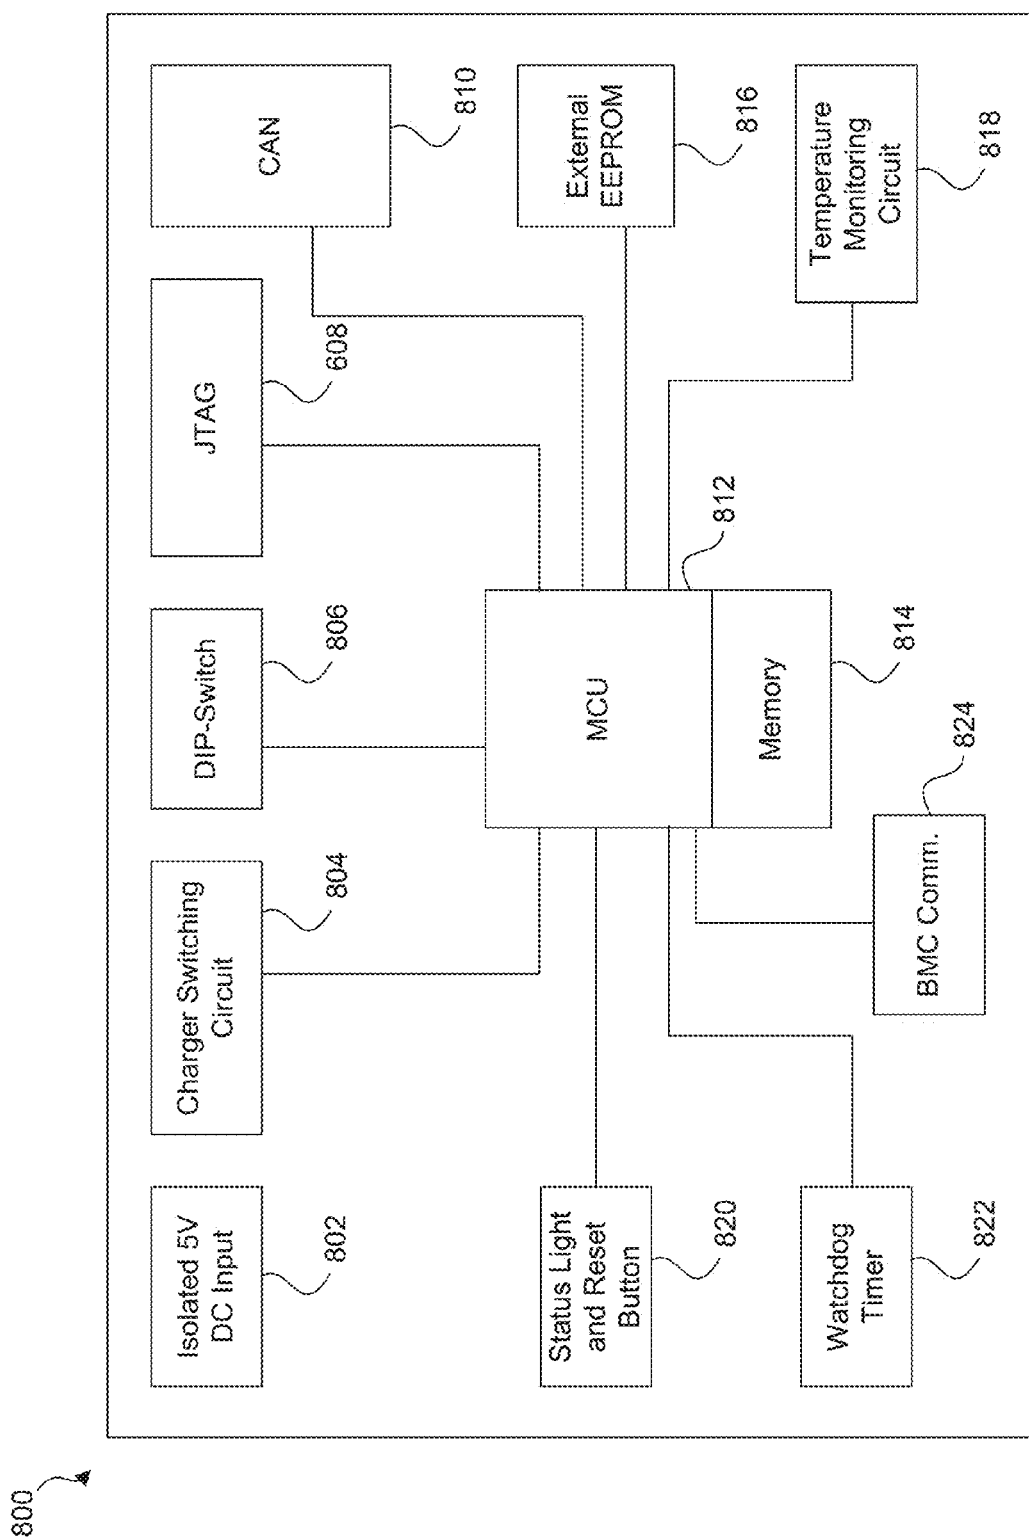 800
Isolated 5V
DC Input
802
Charger Switching
Circuit
804
DIP-Switch
806
JTAG
608
CAN
810
Status Light
and Reset
Button
820
MCU
812
Memory
814
External
EEPROM
816
Watchdog
Timer
822
BMC Comm.
824
Temperature
Monitoring
Circuit
818